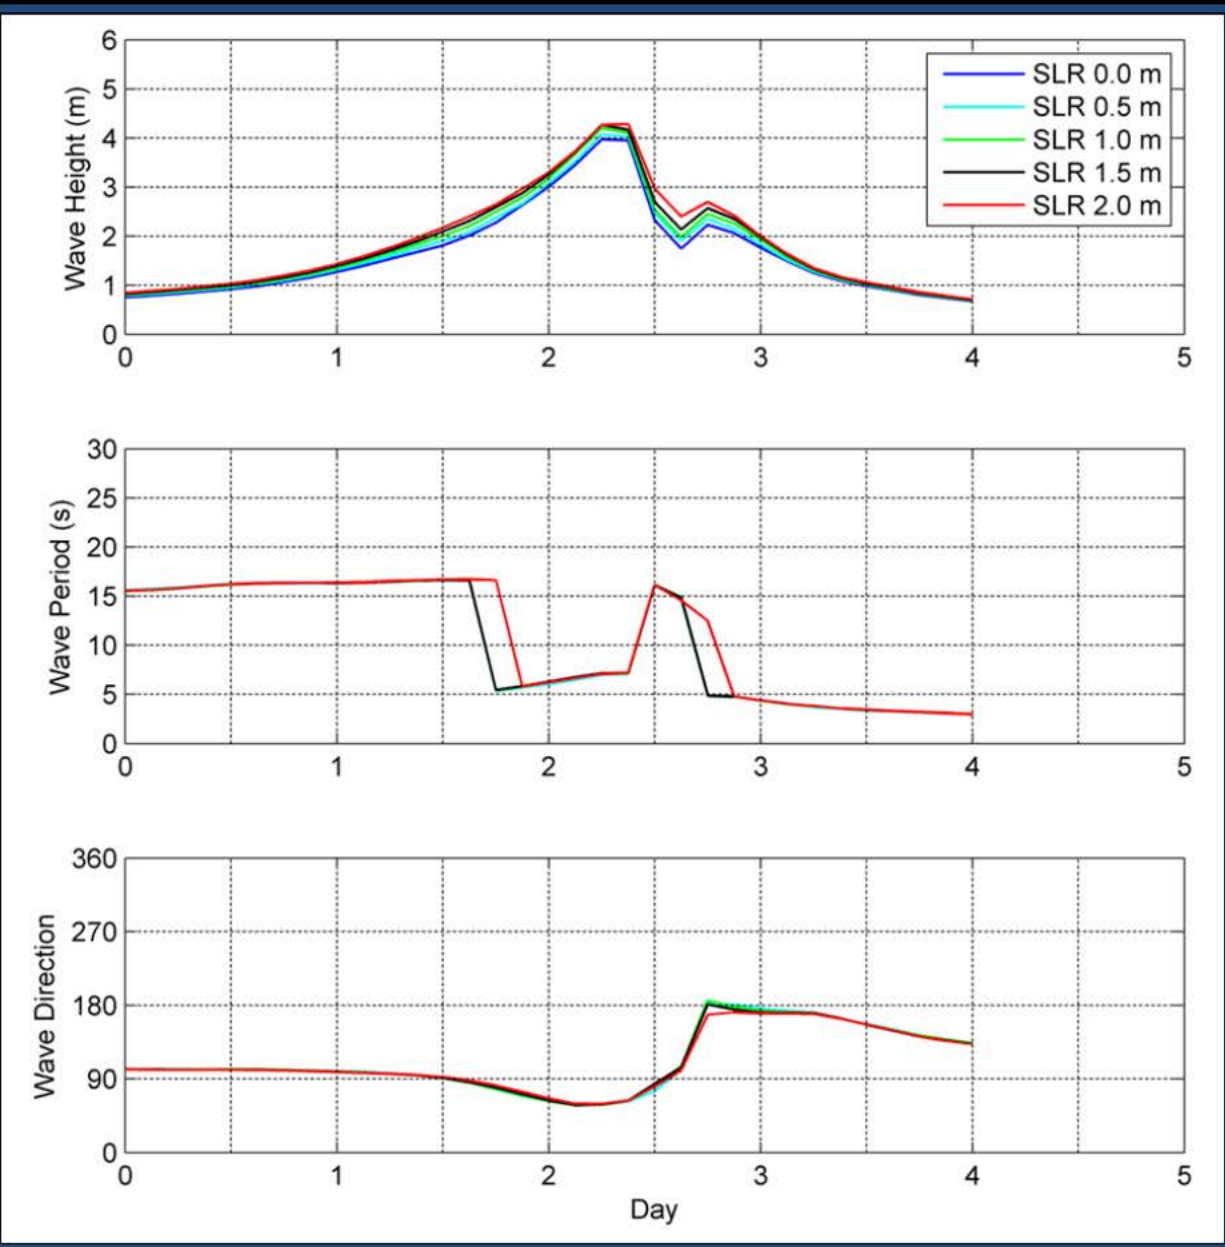 6
5
4
3
2
1
0
Wave Height (m)
SLR 0.0 m
SLR 0.5 m
SLR 1.0 m
SLR 1.5 m
SLR 2.0 m
0 1 2 3 4 5
30
25
20
15
10
5
0
Wave Period (s)
0 1 2 3 4 5
360
270
180
90
0
Wave Direction
0 1 2 3 4 5
Day